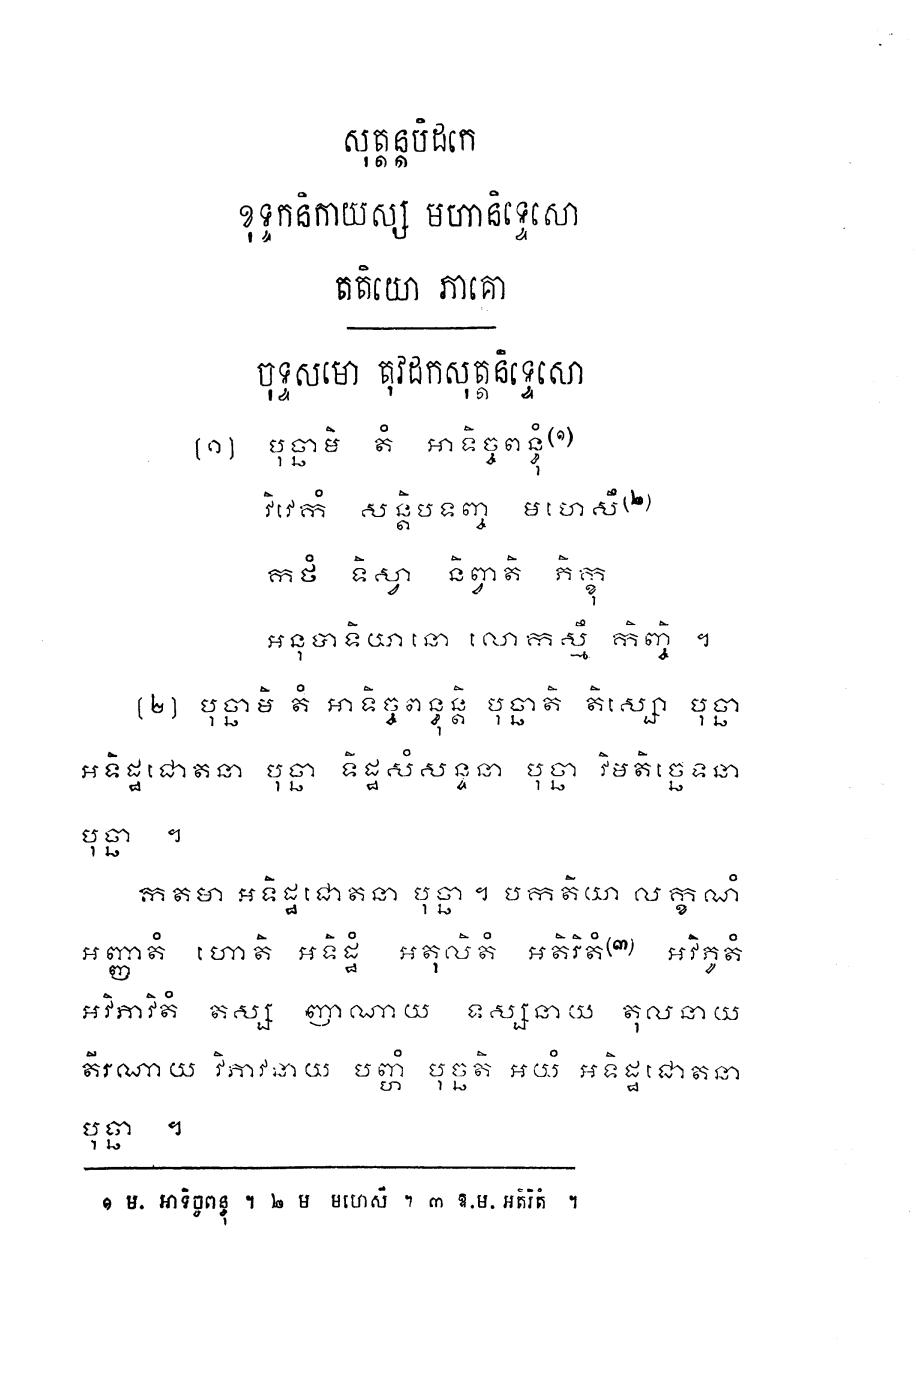 សុត្តន្តបិដកេ
ខុទ្ទកនិកាយស្ស មហានិទ្ទេសោ
តតិយោ ភាគោ
ចុទ្ទសមោ តុវដកសុត្តនិទ្ទេសោ
(១) បុច្ឆាមិ តំ អាទិច្ចពន្ធុំ(១)
វិវេកំ សន្តិបទញ្ច មហេសឹ(២)
កថំ ទិស្វា និព្វាតិ ភិក្ខុ
អនុបាទិយានោ លោកស្មឹ កិញ្ចិ ។
(២) បុច្ឆាមិ តំ អាទិច្ចពន្ធុន្តិ បុច្ឆាតិ តិស្សោ បុច្ឆា
អទិដ្ឋជោតនា បុច្ឆា ទិដ្ឋសំសន្ទនា បុច្ឆា វិមតិច្ឆេទនា
បុច្ឆា ។
កតមា អទិដ្ឋជោតនា បុច្ឆា ។ បកតិយា លក្ខណំ
អញ្ញាតំ ហោតិ អទិដ្ឋំ អតុលិតំ អតិរិតំ(៣) អវិភូតំ
អវិភាវិតំ តស្ស ញាណាយ ទស្សនាយ តុលនាយ
តីរណាយ វិភាវនាយ បញ្ហំ បុច្ឆតិ អយំ អទិដ្ឋជោតនា
បុច្ឆា ។
១ ម. អាទិច្ចពន្ធុ ។ ២ ម មហេសី ។ ៣ ឱ.ម. អតីរិតំ ។